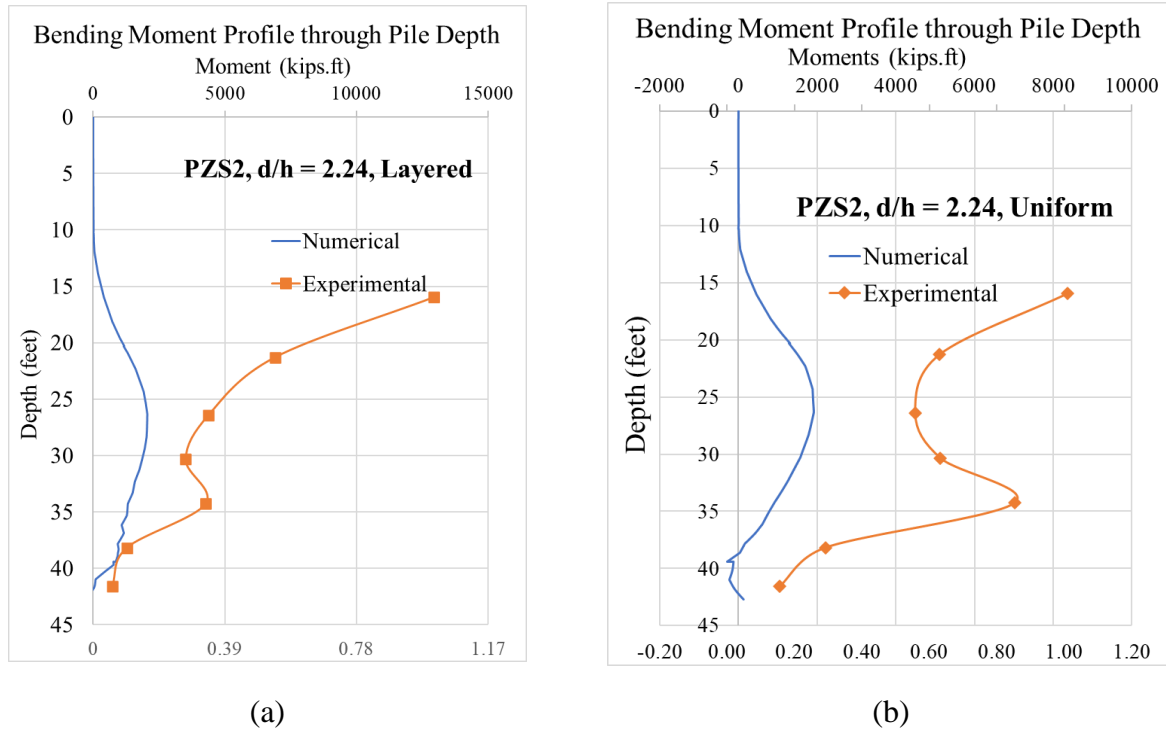 Bending Moment Profile through Pile Depth
Moment (kips.ft)
0 5000 10000 15000
0
5
10
15
20
25
30
35
40
45
Depth (feet)
PZS2, d/h = 2.24, Layered
Numerical
Experimental
0 0.39 0.78 1.17
(a)
Bending Moment Profile through Pile Depth
Moments (kips.ft)
-2000 0 2000 4000 6000 8000 10000
0
5
10
15
20
25
30
35
40
45
Depth (feet)
PZS2, d/h = 2.24, Uniform
Numerical
Experimental
-0.20 0.00 0.20 0.40 0.60 0.80 1.00 1.20
(b)